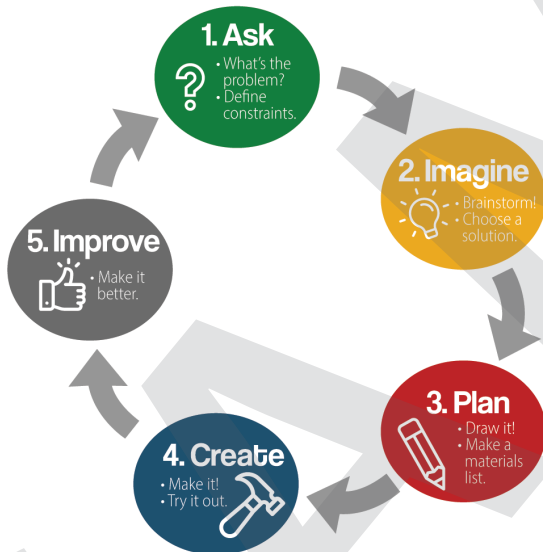 1. Ask
• What's the
problem?
• Define
constraints.
2. Imagine
• Brainstorm!
• Choose a
solution.
3. Plan
• Draw it!
• Make a
materials
list.
4. Create
• Make it!
• Try it out.
5. Improve
• Make it
better.